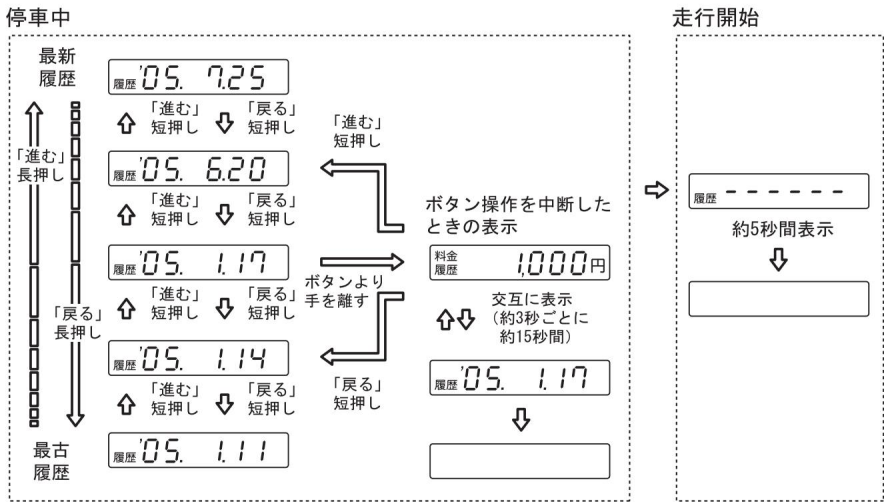 停車中
走行開始
最新
履歴
履歴 '05. 7.25
「進む」
短押し
「戻る」
短押し
「進む」
長押し
履歴 '05. 6.20
「進む」
短押し
「戻る」
短押し
「進む」
短押し
ボタン操作を中断した
ときの表示
履歴 '05. 1.17
ボタンより
手を離す
料金
履歴 1,000円
「進む」
短押し
「戻る」
短押し
「戻る」
長押し
交互に表示
(約3秒ごとに
約15秒間)
履歴 '05. 1.14
履歴 '05. 1.17
「進む」
短押し
「戻る」
短押し
「戻る」
短押し
履歴 '05. 1.11
最古
履歴
履歴 ------
約5秒間表示